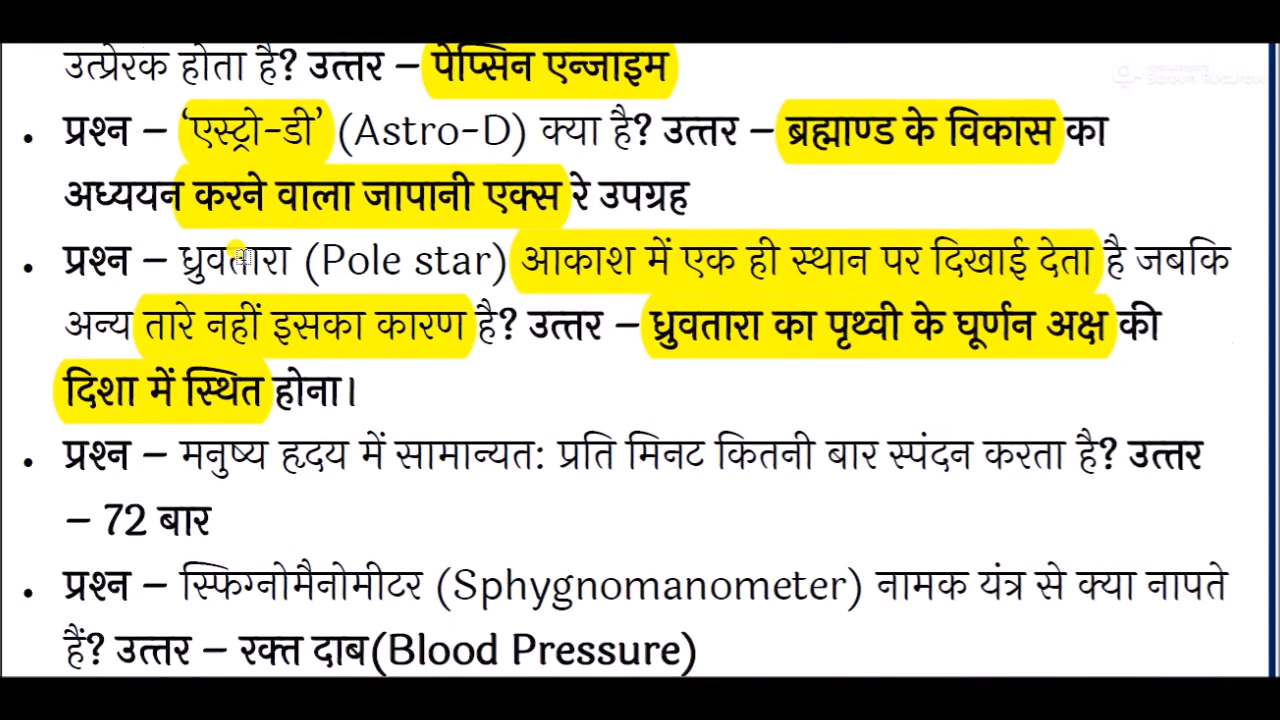 उत्प्रेरक होता है? उत्तर – पेप्सिन एन्जाइम
• प्रश्न – ‘एस्ट्रो-डी’ (Astro-D) क्या है? उत्तर – ब्रह्माण्ड के विकास का
अध्ययन करने वाला जापानी एक्स रे उपग्रह
• प्रश्न – ध्रुवतारा (Pole star) आकाश में एक ही स्थान पर दिखाई देता है जबकि
अन्य तारे नहीं इसका कारण है? उत्तर – ध्रुवतारा का पृथ्वी के घूर्णन अक्ष की
दिशा में स्थित होना।
• प्रश्न – मनुष्य हृदय में सामान्यत: प्रति मिनट कितनी बार स्पंदन करता है? उत्तर
– 72 बार
• प्रश्न – स्फिग्नोमैनोमीटर (Sphygnomanometer) नामक यंत्र से क्या नापते
हैं? उत्तर – रक्त दाब(Blood Pressure)